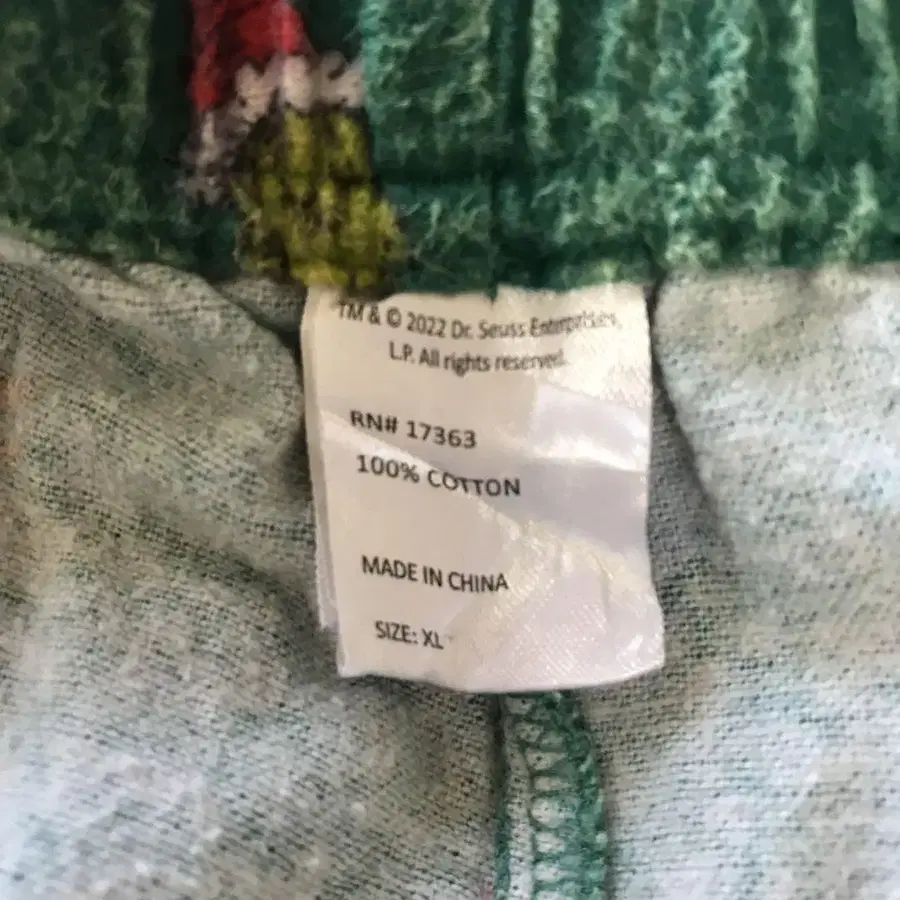 TM & © 2022 Dr. Seuss Enterprises,
L.P. All rights reserved.
RN# 17363
100% COTTON
MADE IN CHINA
SIZE: XL